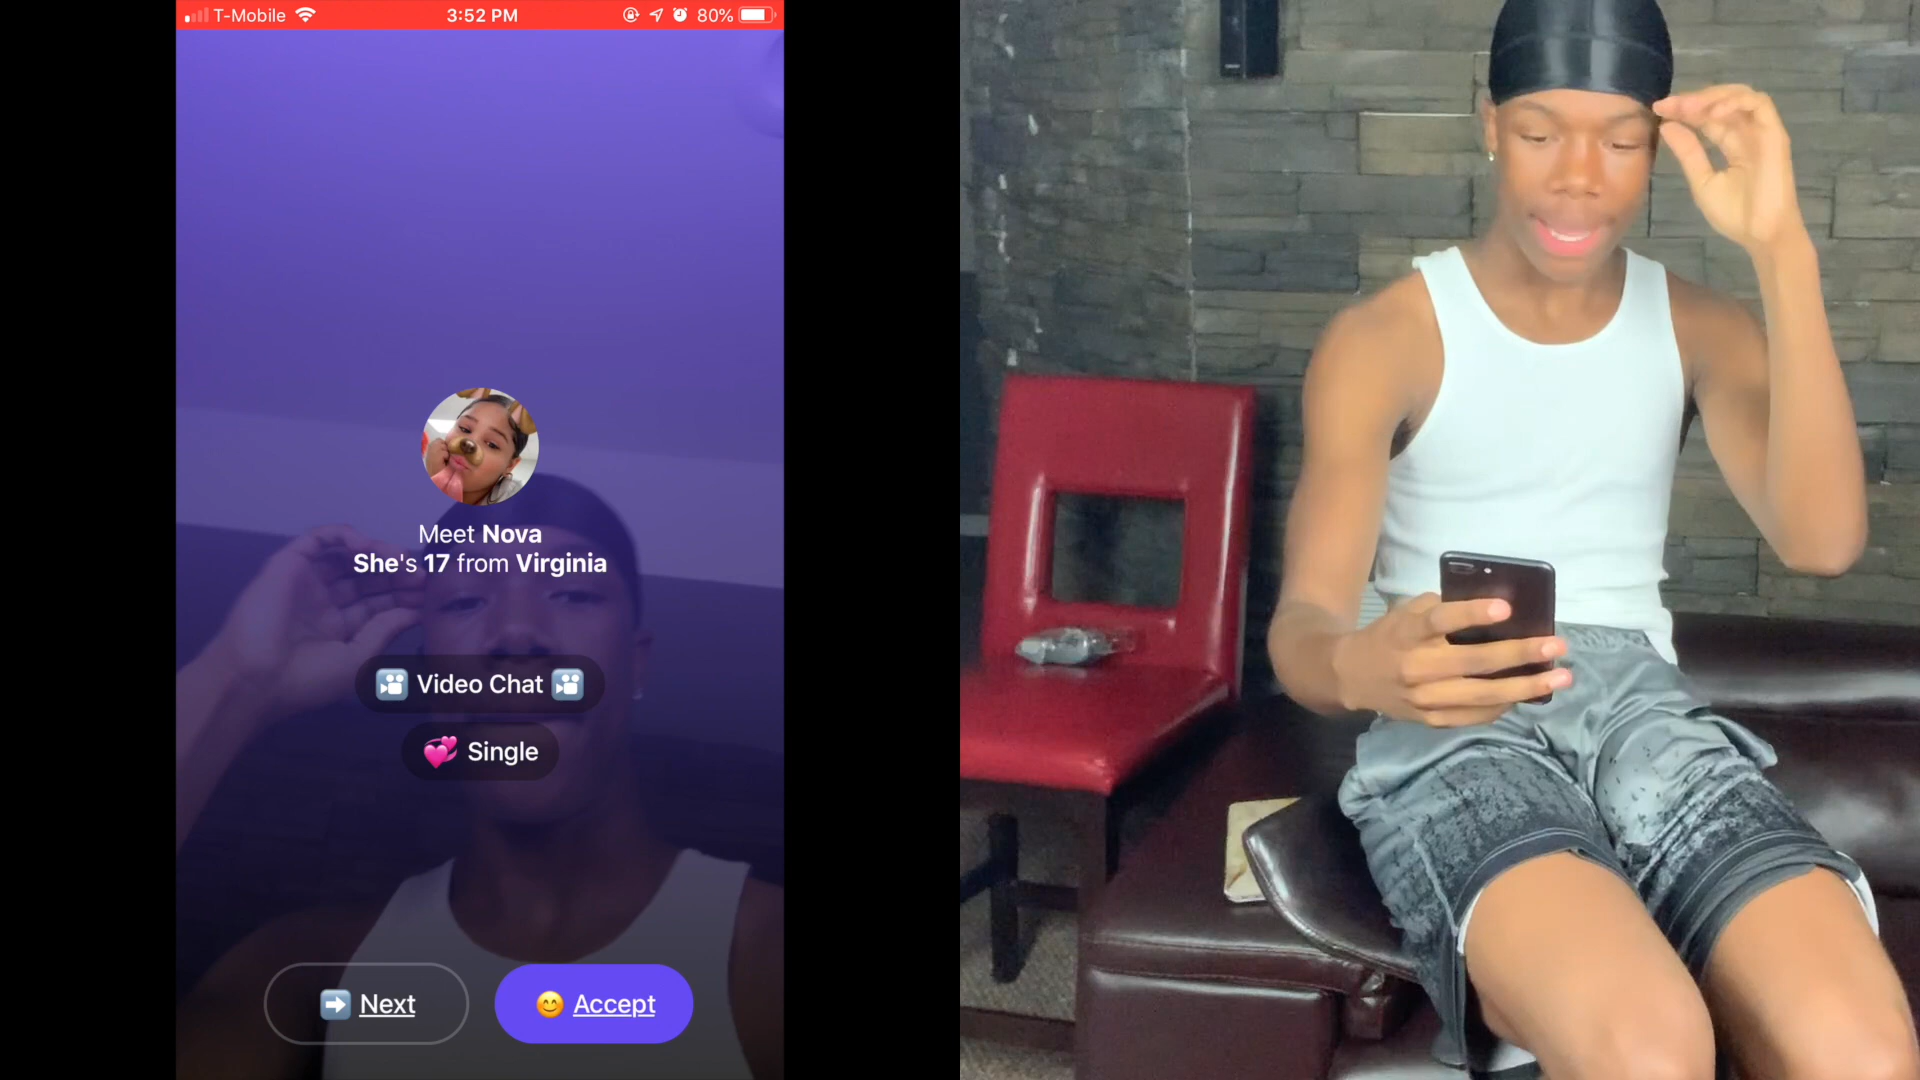 T-Mobile 3:52 PM 80%
Meet Nova
She's 17 from Virginia
Video Chat
Single
Next
Accept